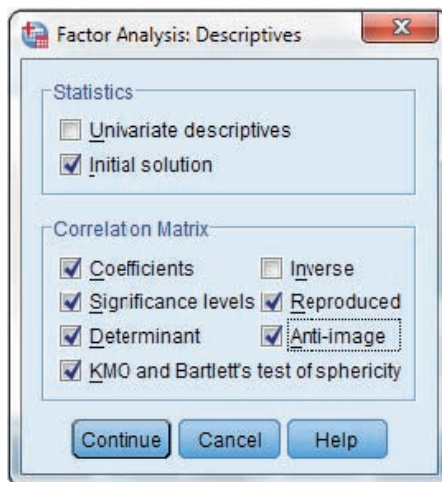 Factor Analysis: Descriptives
Statistics
Univariate descriptives
Initial solution
Correlation Matrix
Coefficients Inverse
Significance levels Reproduced
Determinant Anti-image
KMO and Bartlett's test of sphericity
Continue Cancel Help